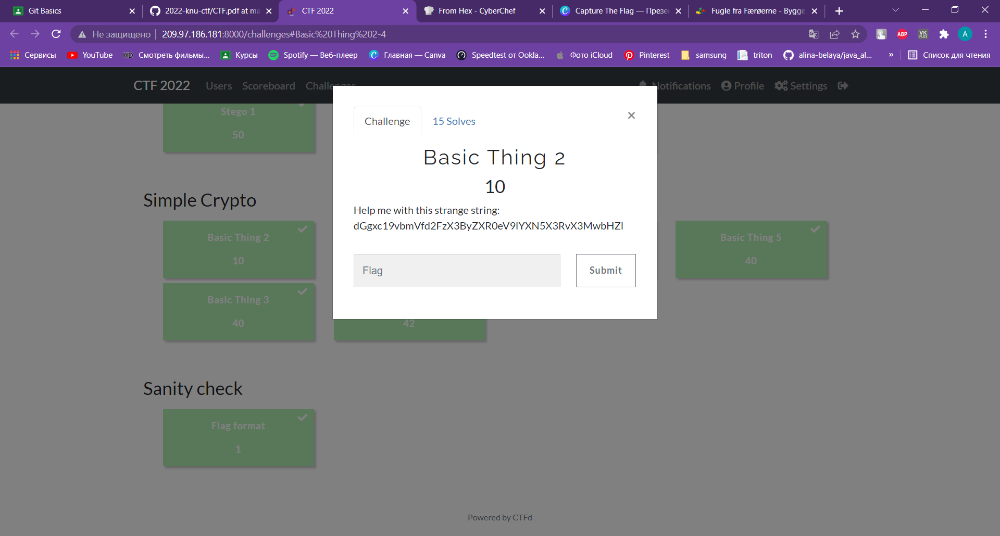 Git Basics
2022-knu-ctf/CTF.pdf at ma
CTF 2022
From Hex - CyberChef
Capture The Flag — Презе
Fugle fra Færøerne - Bygge
Не защищено
209.97.186.181:8000/challenges#Basic%20Thing%202-4
ABP
VK FLEX
A
Сервисы
YouTube
HD Смотреть фильмы...
Курсы
Spotify — Веб-плеер
Главная — Canva
Speedtest от Ookla...
Фото iCloud
Pinterest
samsung
triton
alina-belaya/java_al...
»
Список для чтения
CTF 2022
Users
Scoreboard
Challenges
Notifications
Profile
Settings
Stego 1
50
Challenge
15 Solves
Basic Thing 2
10
Help me with this strange string:
dGgxc19vbmVfd2FzX3ByZXR0eV9lYXN5X3RvX3MwbHZl
Flag
Submit
Simple Crypto
Basic Thing 2
10
Basic Thing 5
40
Basic Thing 3
40
42
Sanity check
Flag format
1
Powered by CTFd